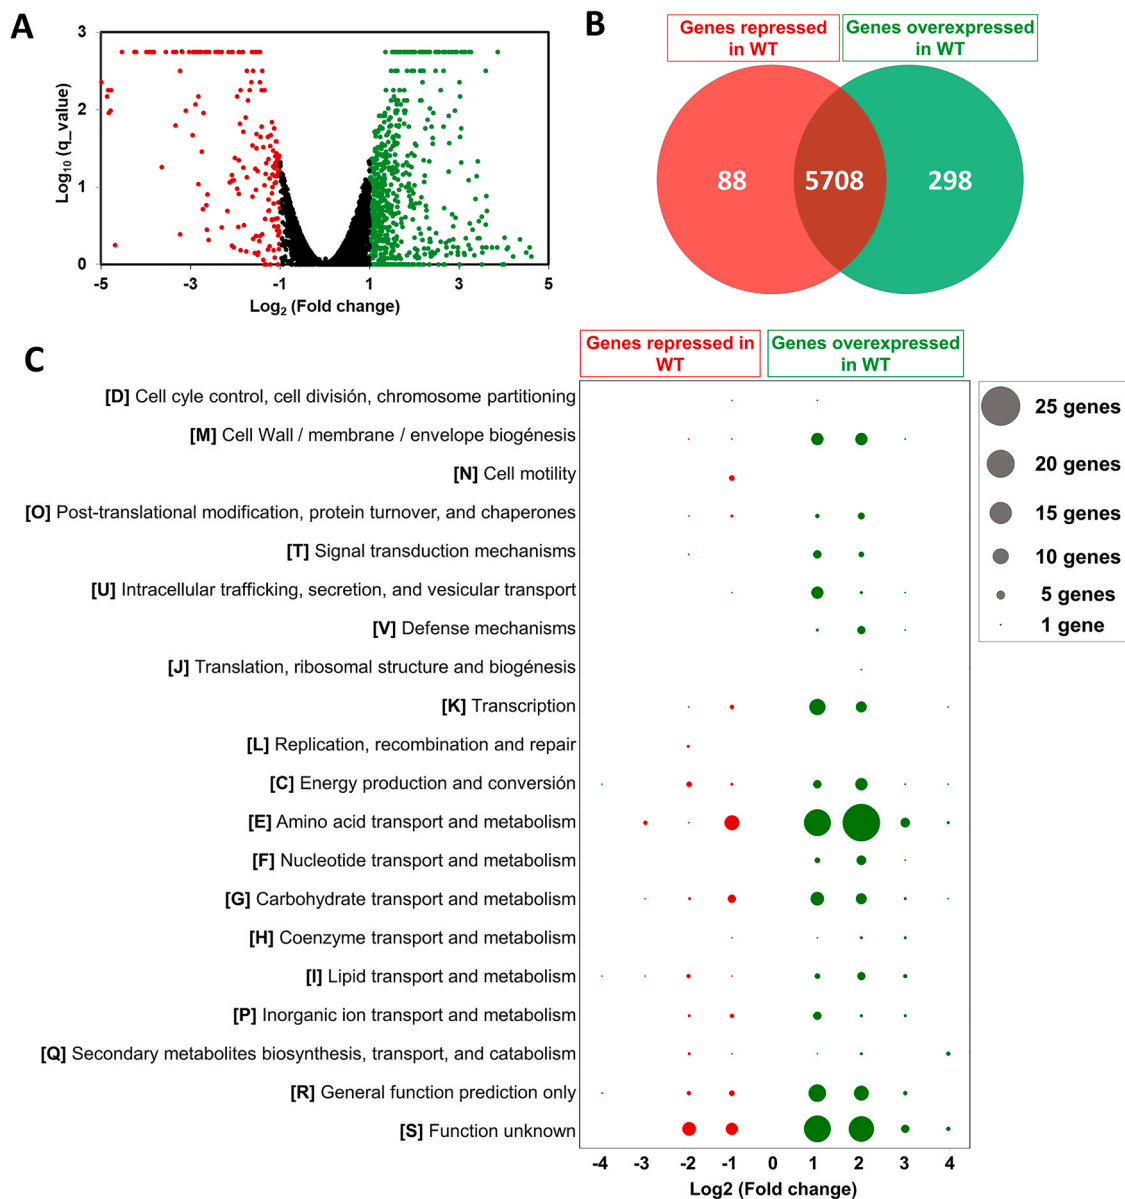 A
3
2
1
0
Log10 (q_value)
-5
-3
-1
1
3
5
Log2 (Fold change)
B
Genes repressed
in WT
Genes overexpressed
in WT
88
5708
298
C
Genes repressed in
WT
Genes overexpressed
in WT
[D] Cell cyle control, cell división, chromosome partitioning
[M] Cell Wall / membrane / envelope biogénesis
[N] Cell motility
[O] Post-translational modification, protein turnover, and chaperones
[T] Signal transduction mechanisms
[U] Intracellular trafficking, secretion, and vesicular transport
[V] Defense mechanisms
[J] Translation, ribosomal structure and biogénesis
[K] Transcription
[L] Replication, recombination and repair
[C] Energy production and conversión
[E] Amino acid transport and metabolism
[F] Nucleotide transport and metabolism
[G] Carbohydrate transport and metabolism
[H] Coenzyme transport and metabolism
[I] Lipid transport and metabolism
[P] Inorganic ion transport and metabolism
[Q] Secondary metabolites biosynthesis, transport, and catabolism
[R] General function prediction only
[S] Function unknown
-4 -3 -2 -1 0 1 2 3 4
Log2 (Fold change)
25 genes
20 genes
15 genes
10 genes
5 genes
1 gene